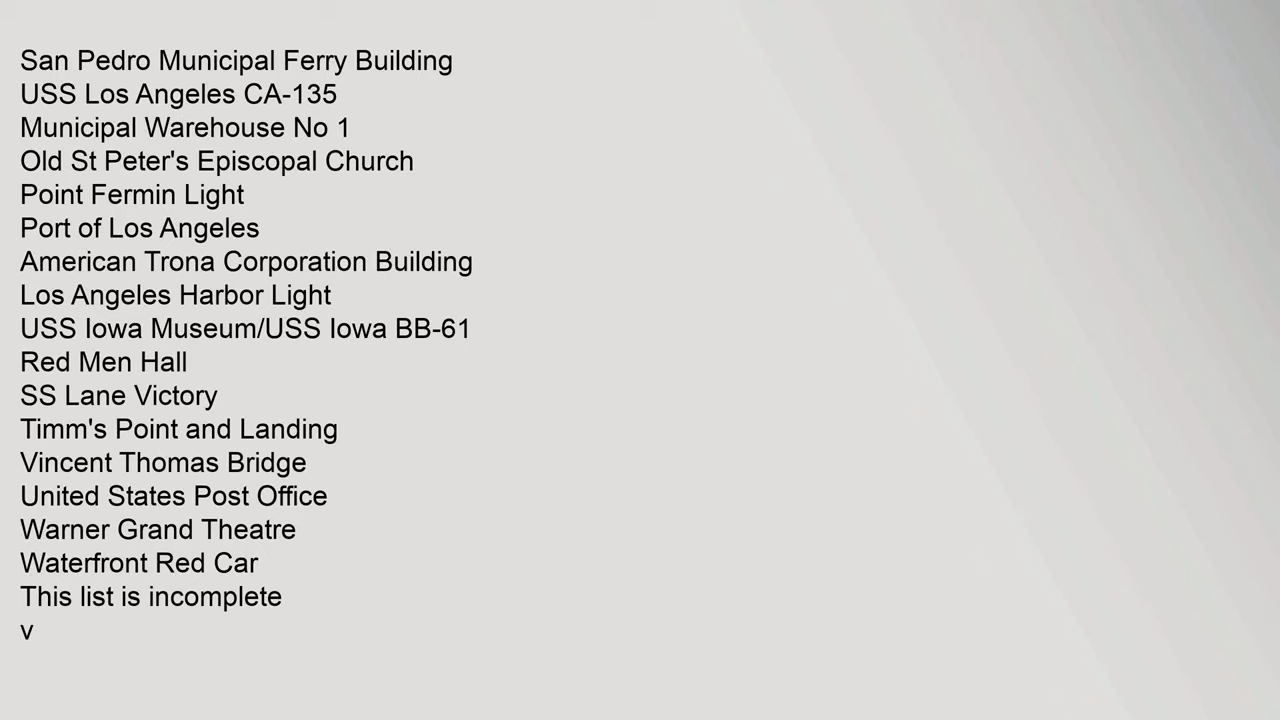 San Pedro Municipal Ferry Building
USS Los Angeles CA-135
Municipal Warehouse No 1
Old St Peter's Episcopal Church
Point Fermin Light
Port of Los Angeles
American Trona Corporation Building
Los Angeles Harbor Light
USS Iowa Museum/USS Iowa BB-61
Red Men Hall
SS Lane Victory
Timm's Point and Landing
Vincent Thomas Bridge
United States Post Office
Warner Grand Theatre
Waterfront Red Car
This list is incomplete
v